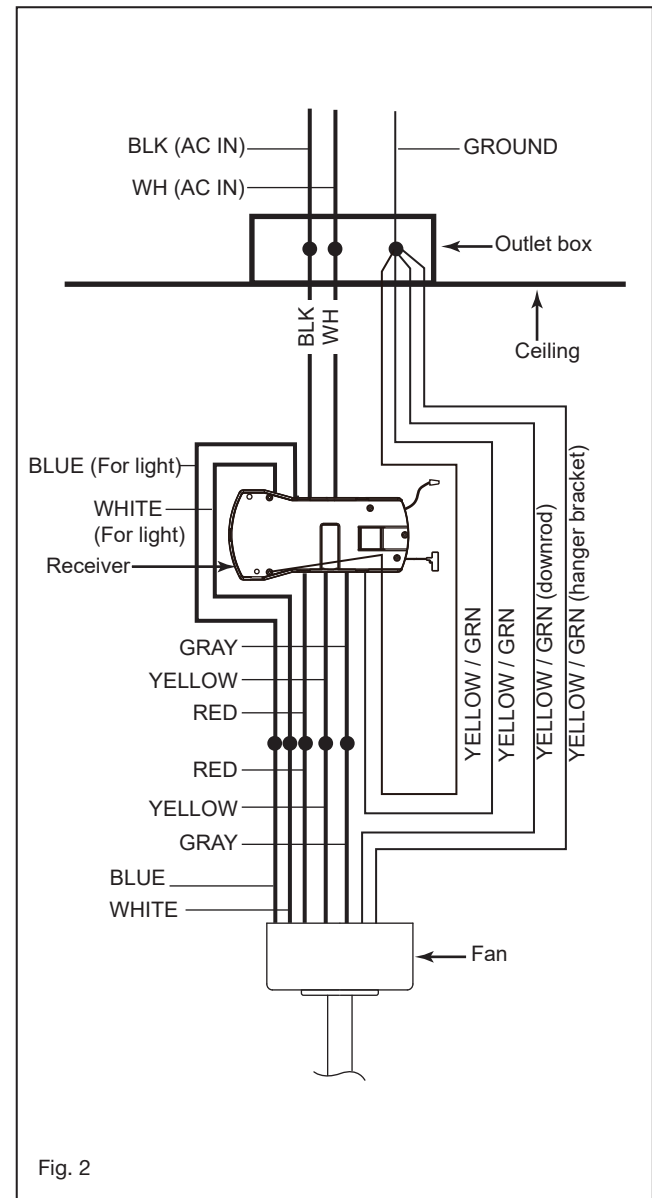 BLK (AC IN)
GROUND
WH (AC IN)
Outlet box
BLK
WH
Ceiling
BLUE (For light)
WHITE
(For light)
Receiver
YELLOW / GRN
YELLOW / GRN
YELLOW / GRN (downrod)
YELLOW / GRN (hanger bracket)
GRAY
YELLOW
RED
RED
YELLOW
GRAY
BLUE
WHITE
Fan
Fig. 2